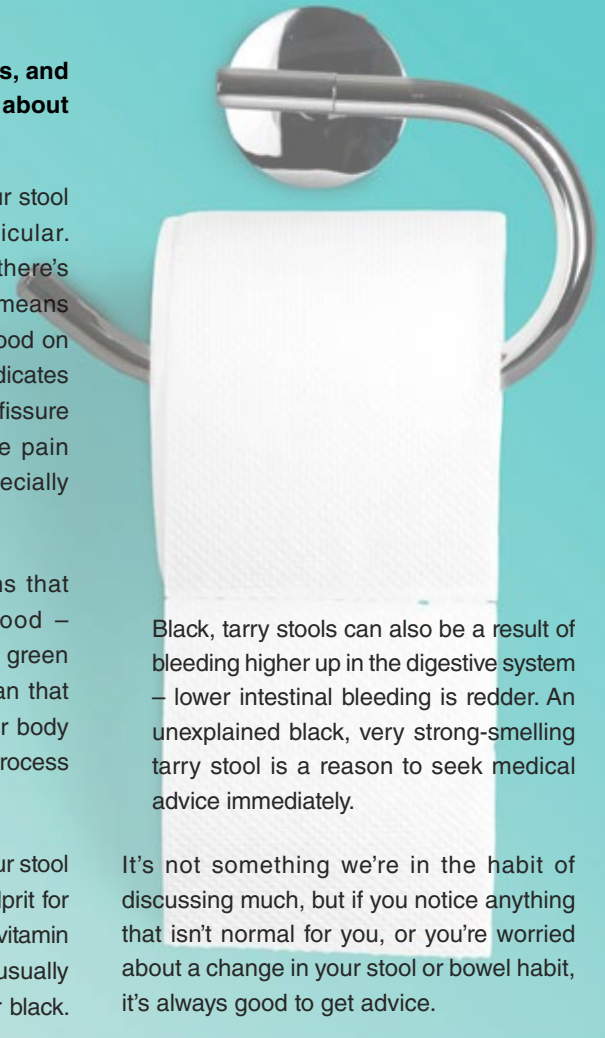 s, and
about
ur stool
icular.
there's
means
ood on
dicates
fissure
e pain
ecially
ns that
ood –
green
an that
r body
rocess
ur stool
lprit for
vitamin
usually
r black.
Black, tarry stools can also be a result of
bleeding higher up in the digestive system
– lower intestinal bleeding is redder. An
unexplained black, very strong-smelling
tarry stool is a reason to seek medical
advice immediately.
It's not something we're in the habit of
discussing much, but if you notice anything
that isn't normal for you, or you're worried
about a change in your stool or bowel habit,
it's always good to get advice.